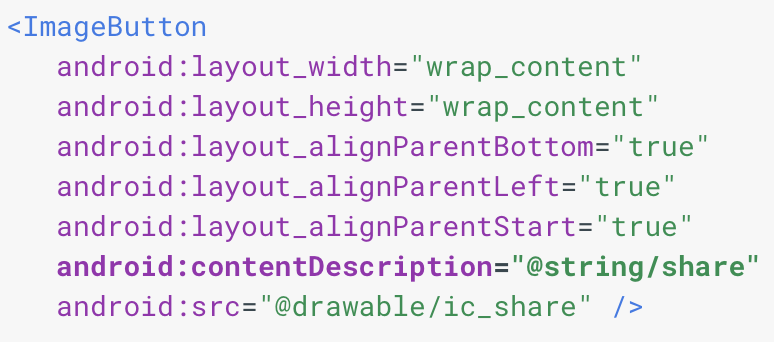 <ImageButton
android:layout_width="wrap_content"
android:layout_height="wrap_content"
android:layout_alignParentBottom="true"
android:layout_alignParentLeft="true"
android:layout_alignParentStart="true"
android:contentDescription="@string/share"
android:src="@drawable/ic_share" />